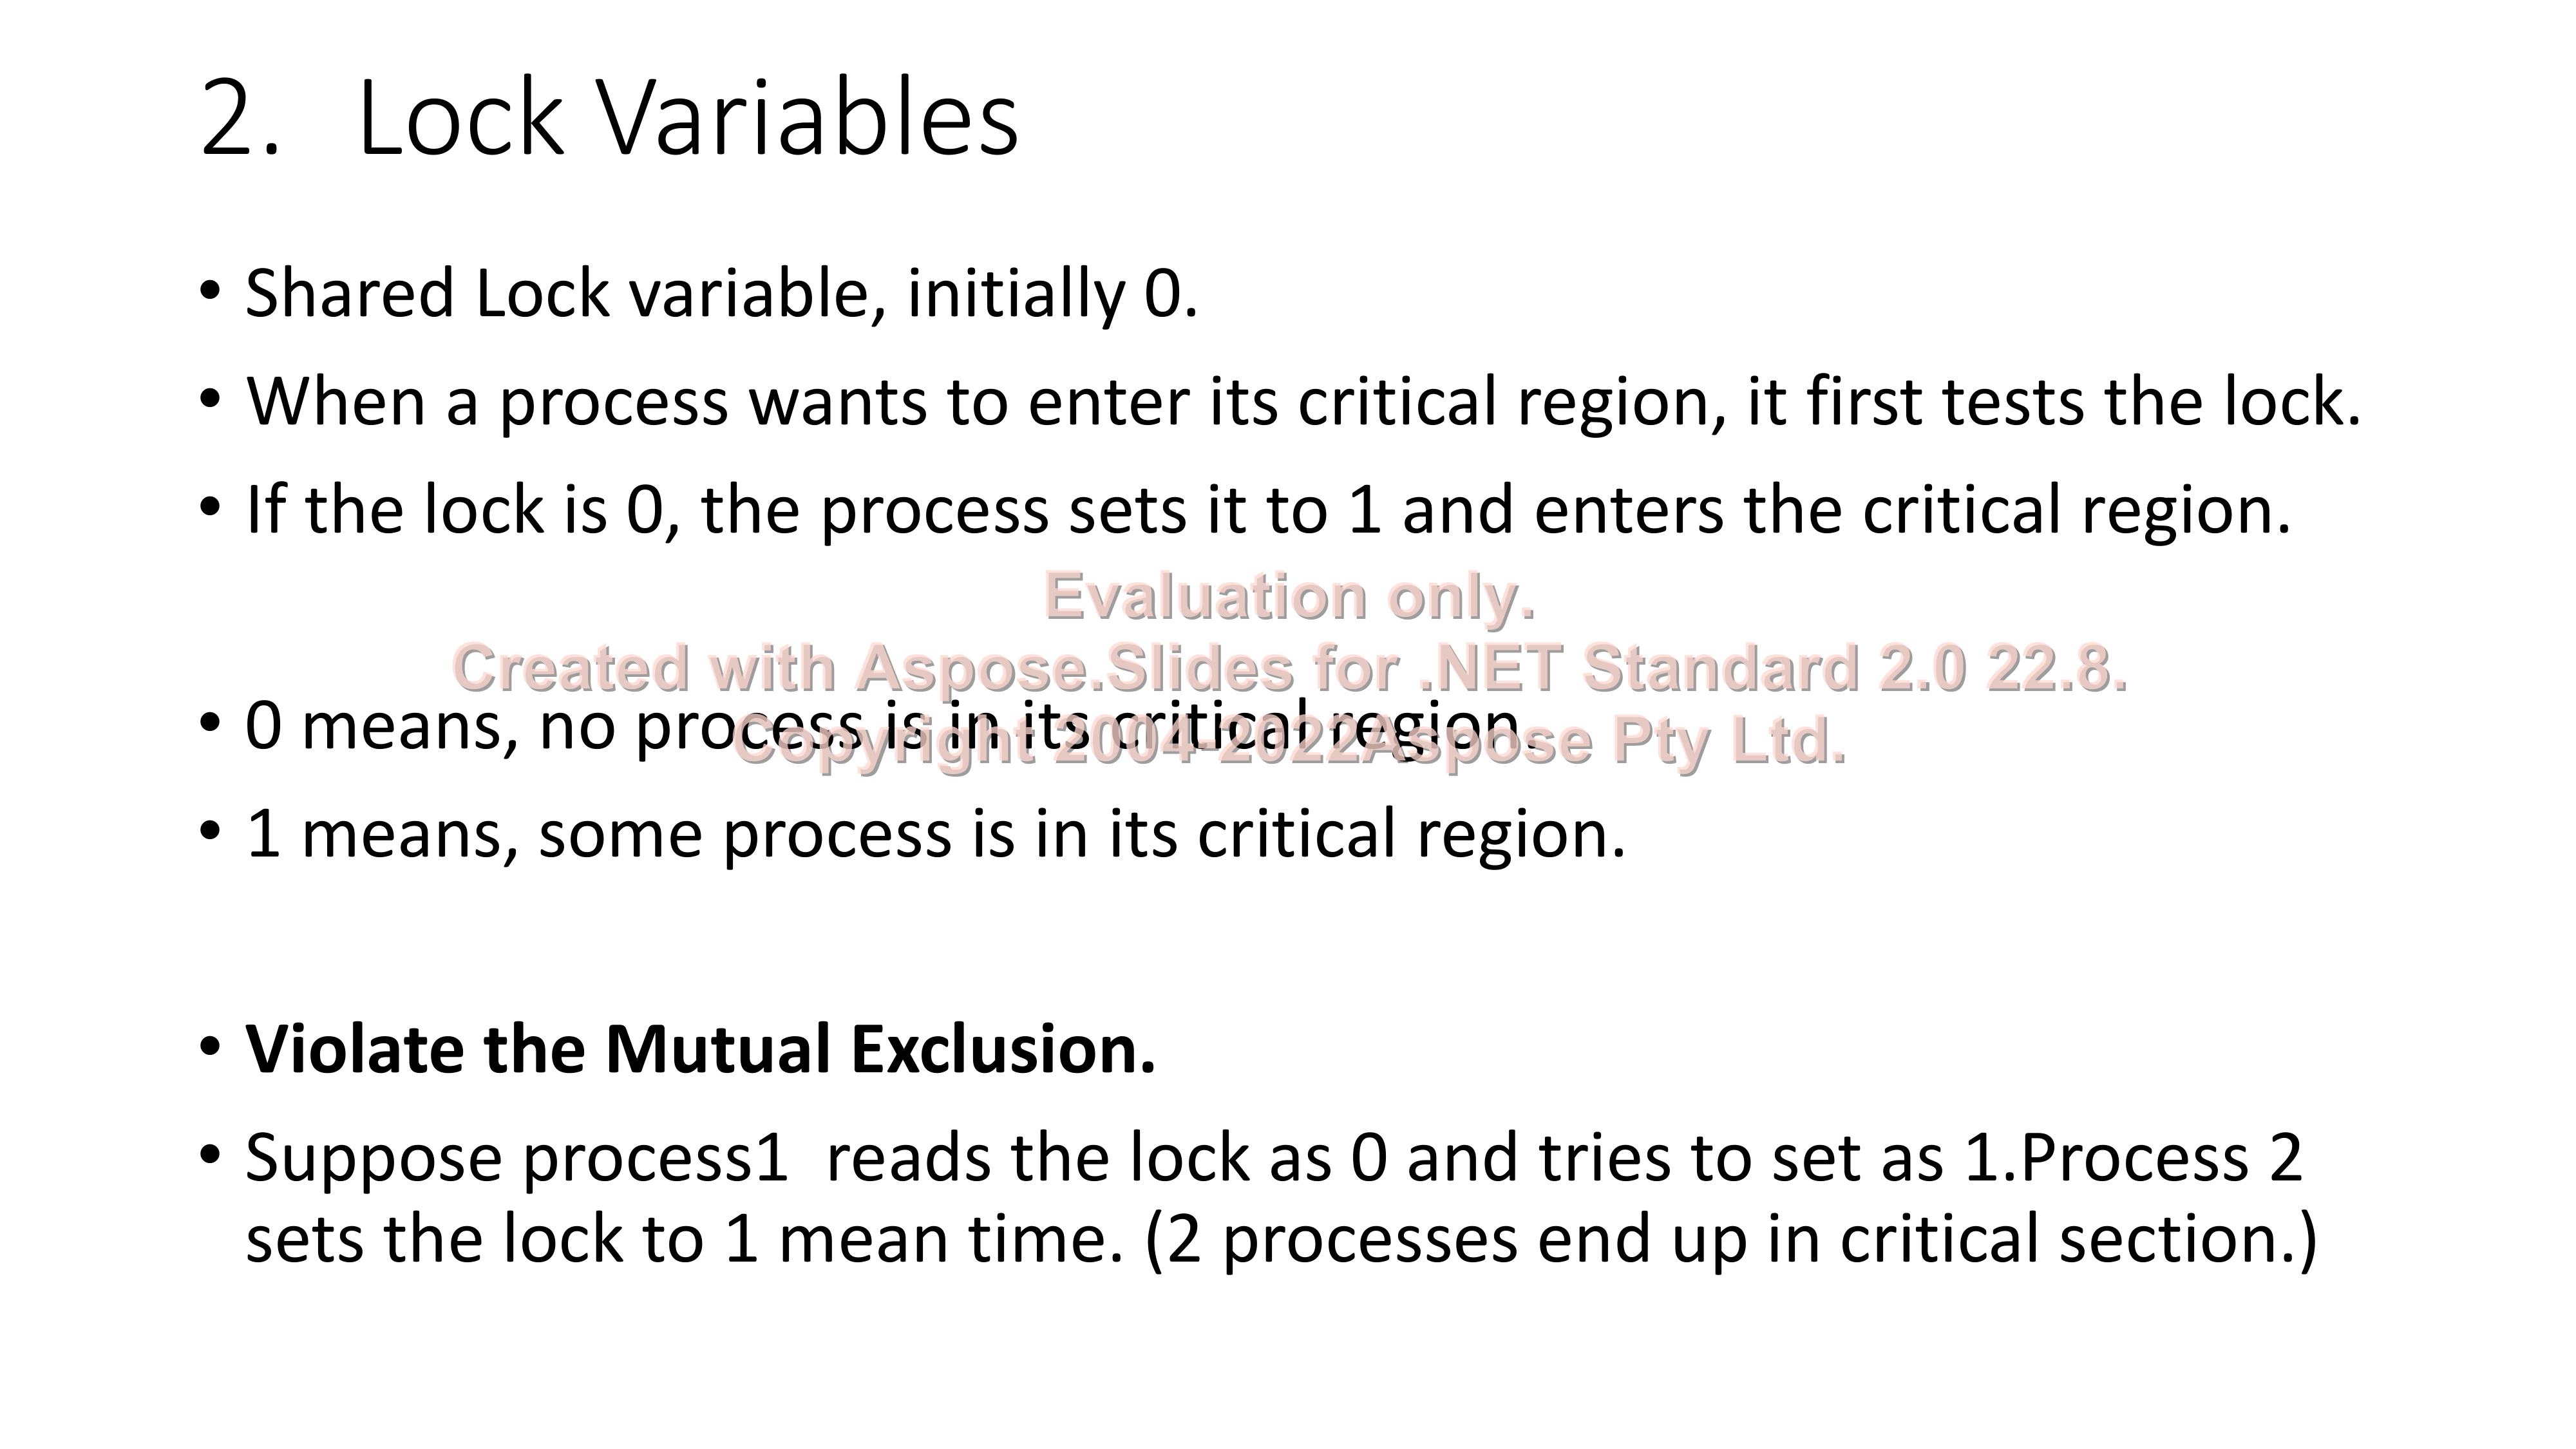 2. Lock Variables
• Shared Lock variable, initially 0.
• When a process wants to enter its critical region, it first tests the lock.
• If the lock is 0, the process sets it to 1 and enters the critical region.
Evaluation only.
Created with Aspose.Slides for .NET Standard 2.0 22.8.
• 0 means, no process is in its critical region.
Copyright 2004-2022Aspose Pty Ltd.
• 1 means, some process is in its critical region.
• Violate the Mutual Exclusion.
• Suppose process1  reads the lock as 0 and tries to set as 1.Process 2
sets the lock to 1 mean time. (2 processes end up in critical section.)